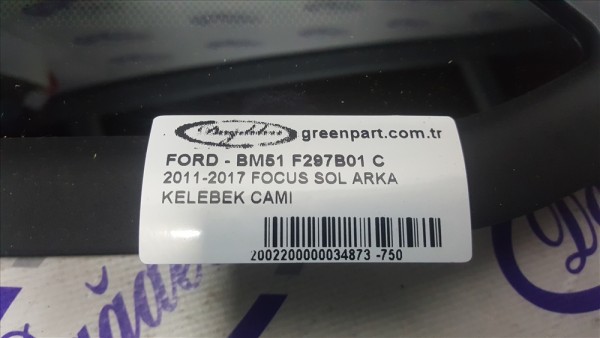 greenpart.com.tr
FORD - BM51 F297B01 C
2011-2017 FOCUS SOL ARKA
KELEBEK CAMI
2002200000034873 -750